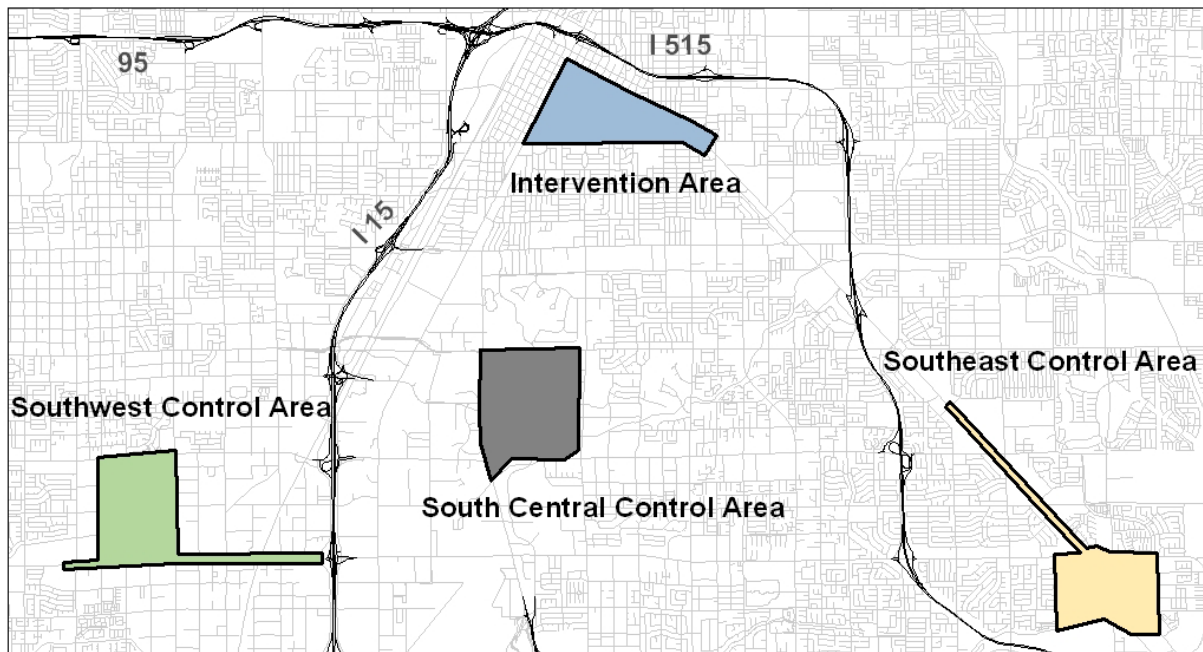 I 515
95
Intervention Area
I 15
Southeast Control Area
Southwest Control Area
South Central Control Area